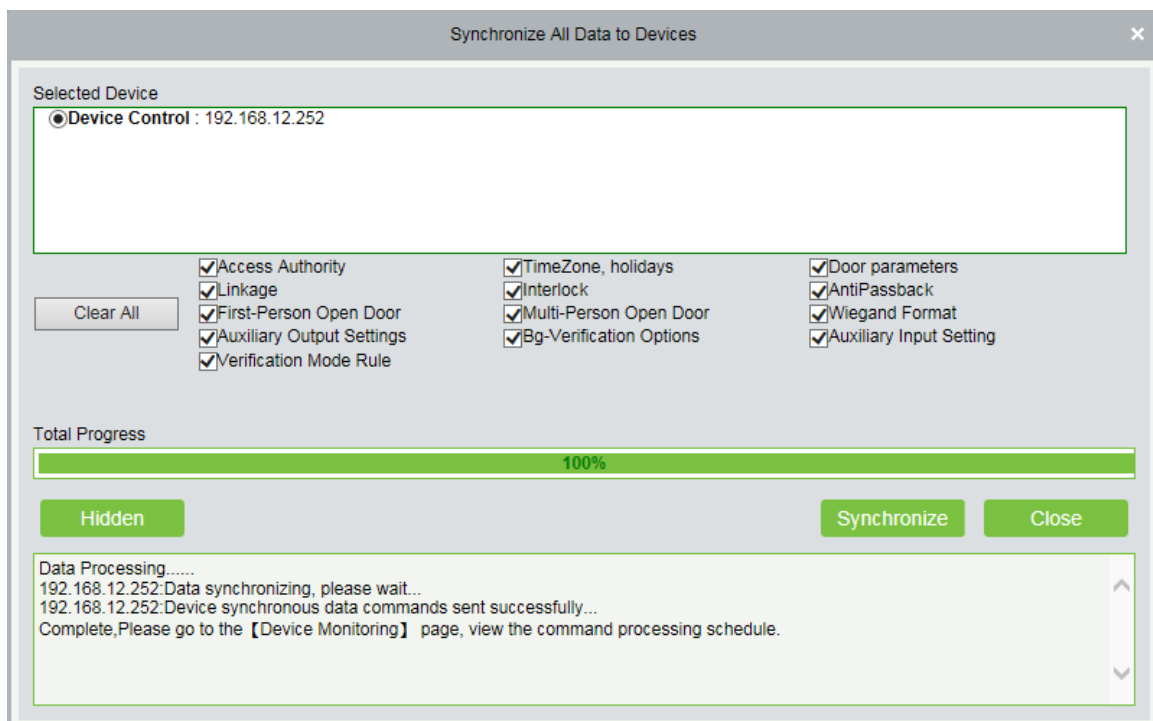 Synchronize All Data to Devices
Selected Device
Device Control : 192.168.12.252
Access Authority TimeZone, holidays Door parameters
Linkage Interlock AntiPassback
Clear All First-Person Open Door Multi-Person Open Door Wiegand Format
Auxiliary Output Settings Bg-Verification Options Auxiliary Input Setting
Verification Mode Rule
Total Progress
100%
Hidden Synchronize Close
Data Processing......
192.168.12.252:Data synchronizing, please wait...
192.168.12.252:Device synchronous data commands sent successfully...
Complete,Please go to the【Device Monitoring】 page, view the command processing schedule.